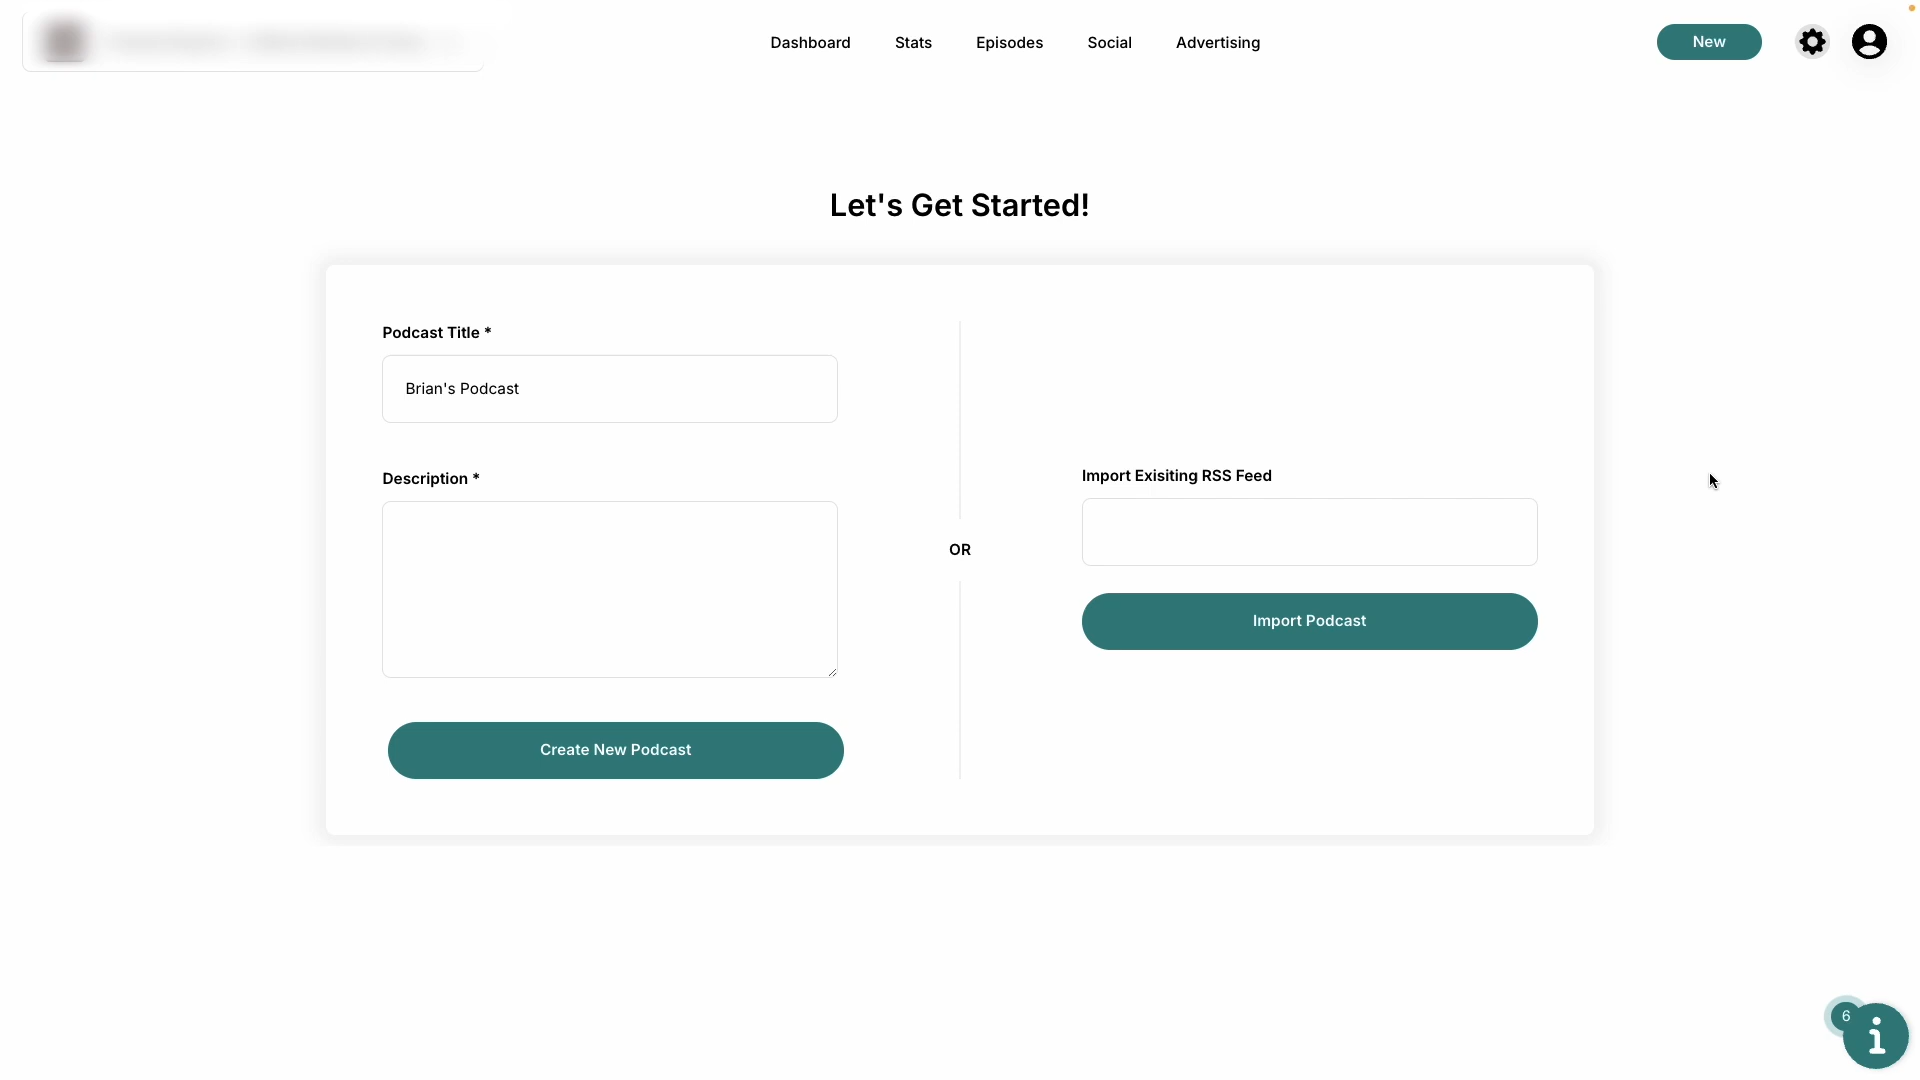 Dashboard
Stats
Episodes
Social
Advertising
New
Let's Get Started!
Podcast Title *
Brian's Podcast
Description *
Create New Podcast
OR
Import Exisiting RSS Feed
Import Podcast
6